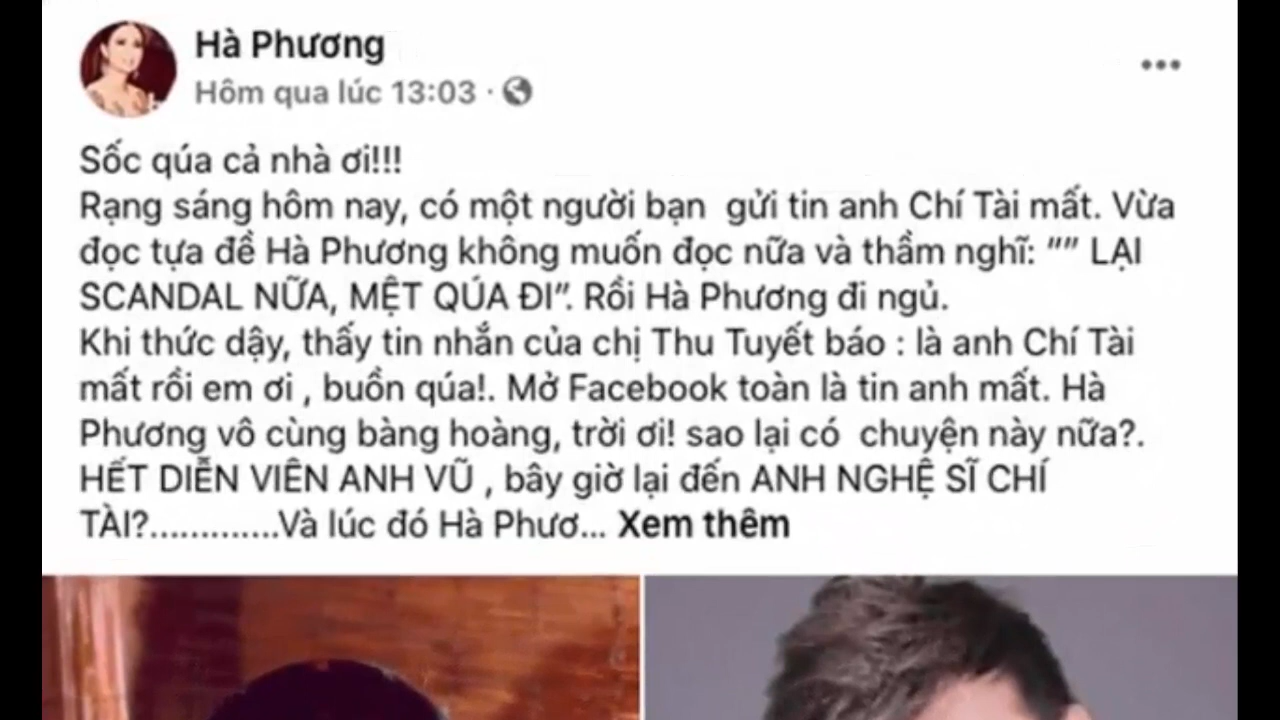 Hà Phương
Hôm qua lúc 13:03 ·
Sốc qúa cả nhà ơi!!!
Rạng sáng hôm nay, có một người bạn  gửi tin anh Chí Tài mất. Vừa
đọc tựa đề Hà Phương không muốn đọc nữa và thầm nghĩ: "" LẠI
SCANDAL NỮA, MỆT QÚA ĐI". Rồi Hà Phương đi ngủ.
Khi thức dậy, thấy tin nhắn của chị Thu Tuyết báo : là anh Chí Tài
mất rồi em ơi , buồn qúa!. Mở Facebook toàn là tin anh mất. Hà
Phương vô cùng bàng hoàng, trời ơi! sao lại có  chuyện này nữa?.
HẾT DIỄN VIÊN ANH VŨ , bây giờ lại đến ANH NGHỆ SĨ CHÍ
TÀI?.............Và lúc đó Hà Phươ... Xem thêm